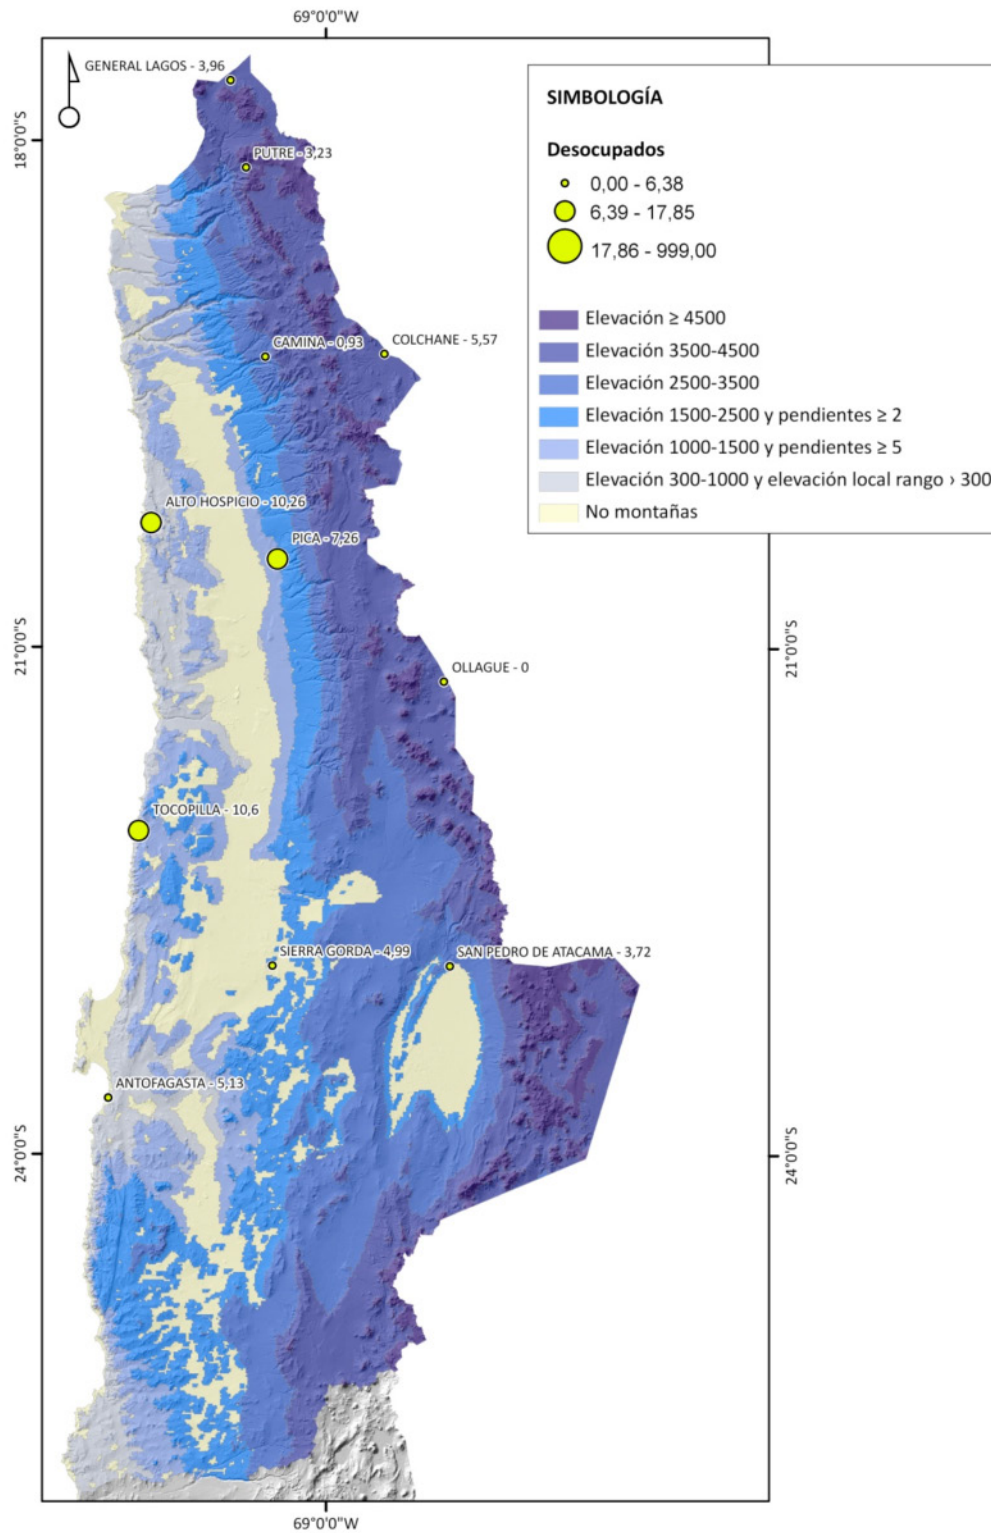 69°0'0"W
GENERAL LAGOS - 3,96
18°0'0"S
PUTRE - 3,23
CAMINA - 0,93
COLCHANE - 5,57
ALTO HOSPICIO - 10,26
PICA - 7,26
21°0'0"S
21°0'0"S
OLLAGUE - 0
TOCOPILLA - 10,6
SIERRA GORDA - 4,99
SAN PEDRO DE ATACAMA - 3,72
ANTOFAGASTA - 5,13
24°0'0"S
24°0'0"S
69°0'0"W
SIMBOLOGÍA
Desocupados
0,00 - 6,38
6,39 - 17,85
17,86 - 999,00
Elevación ≥ 4500
Elevación 3500-4500
Elevación 2500-3500
Elevación 1500-2500 y pendientes ≥ 2
Elevación 1000-1500 y pendientes ≥ 5
Elevación 300-1000 y elevación local rango › 300
No montañas